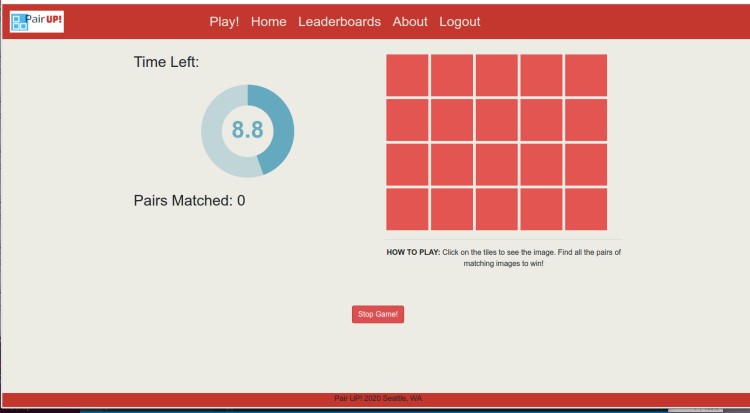 Pair UP!
Play! Home Leaderboards About Logout
Time Left:
8.8
Pairs Matched: 0
HOW TO PLAY: Click on the tiles to see the image. Find all the pairs of
matching images to win!
Stop Game!
Pair UP! 2020 Seattle, WA